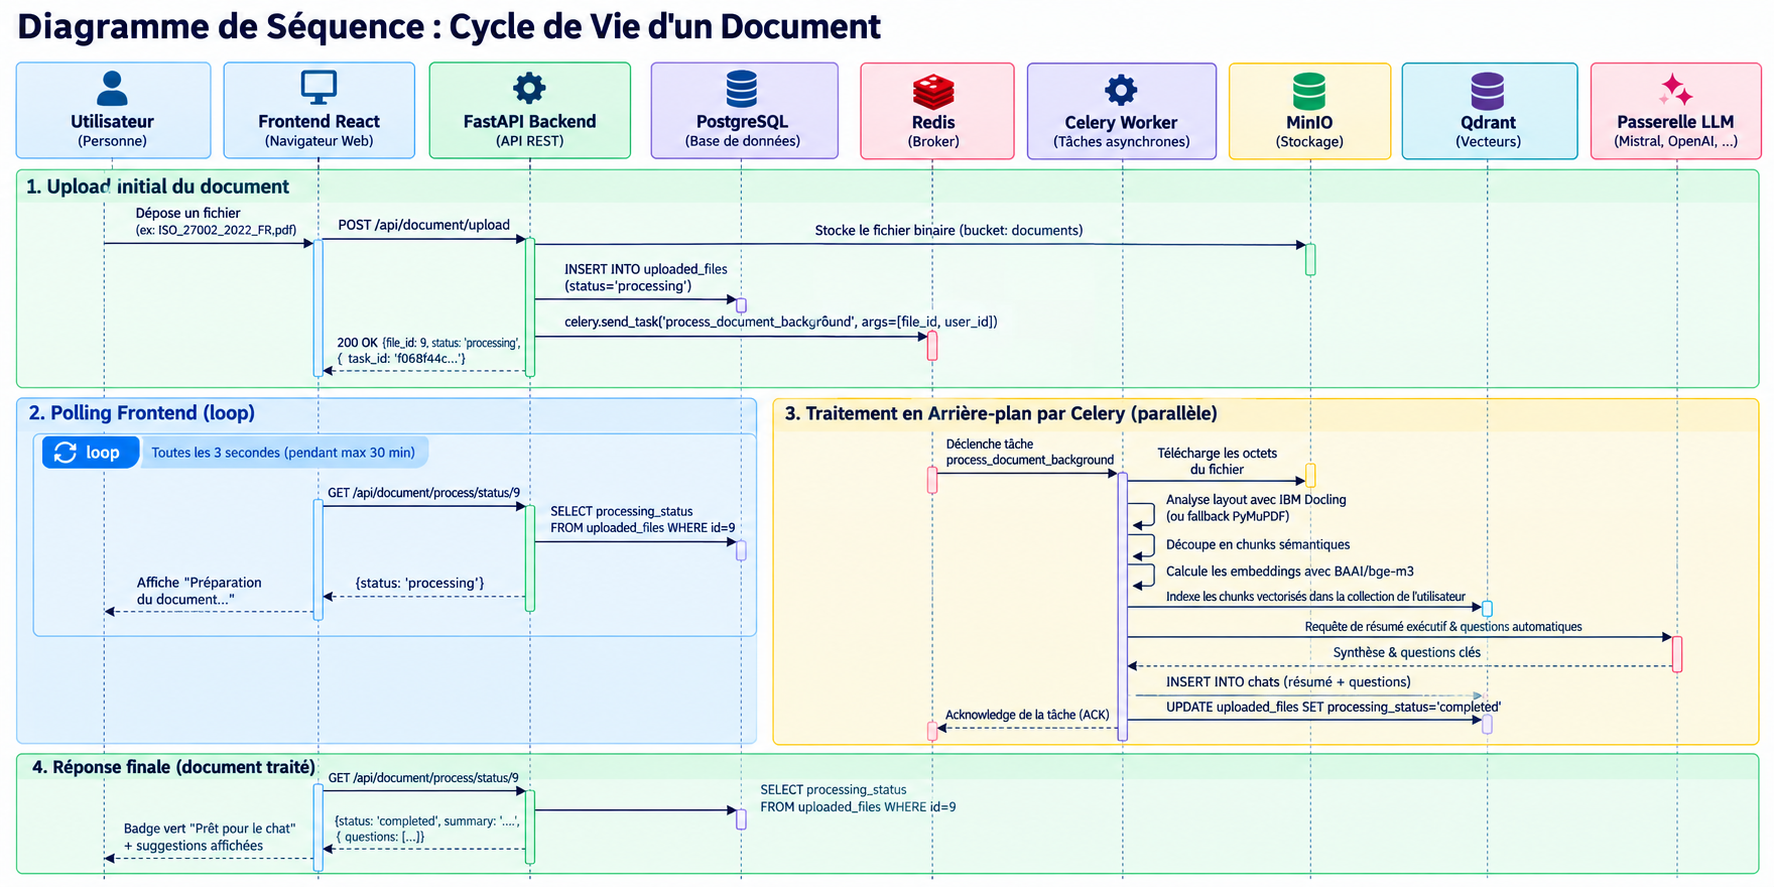 Diagramme de Séquence : Cycle de Vie d'un Document
Utilisateur
(Personne)
Frontend React
(Navigateur Web)
FastAPI Backend
(API REST)
PostgreSQL
(Base de données)
Redis
(Broker)
Celery Worker
(Tâches asynchrones)
MinIO
(Stockage)
Qdrant
(Vecteurs)
Passerelle LLM
(Mistral, OpenAI, ...)
1. Upload initial du document
Dépose un fichier
(ex: ISO_27002_2022_FR,pdf)
POST /api/document/upload
Stocke le fichier binaire (bucket: documents)
INSERT INTO uploaded_files
(status='processing')
celery.send_task('process_document_background', args=[file_id, user_id])
200 OK {file_id: 9, status: 'processing',
{ task_id: 'f068f44c...'}
2. Polling Frontend (loop)
loop
Toutes les 3 secondes (pendant max 30 min)
GET /api/document/process/status/9
SELECT processing_status
FROM uploaded_files WHERE id=9
{status: 'processing'}
Affiche "Préparation
du document..."
3. Traitement en Arrière-plan par Celery (parallèle)
Déclenche tâche
process_document_background
Télécharge les octets
du fichier
Analyse layout avec IBM Docling
(ou fallback PyMuPDF)
Découpe en chunks sémantiques
Calcule les embeddings avec BAAI/bge-m3
Indexe les chunks vectorisés dans la collection de l'utilisateur
Requête de résumé exécutif & questions automatiques
Synthèse & questions clés
INSERT INTO chats (résumé + questions)
UPDATE uploaded_files SET processing_status='completed'
Acknowledge de la tâche (ACK)
4. Réponse finale (document traité)
GET /api/document/process/status/9
SELECT processing_status
FROM uploaded_files WHERE id=9
{status: 'completed', summary: '....',
{ questions: [...]}
Badge vert "Prêt pour le chat"
+ suggestions affichées